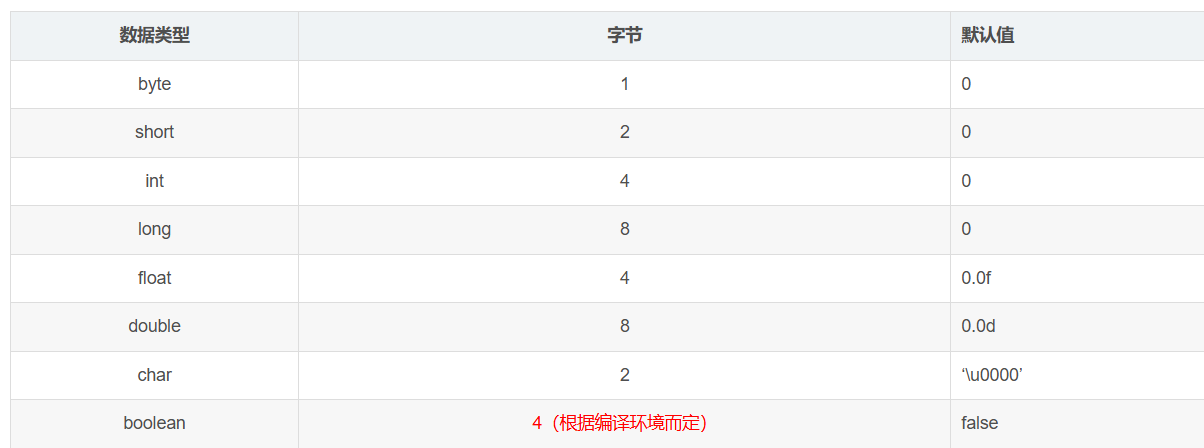 数据类型 字节 默认值
byte 1 0
short 2 0
int 4 0
long 8 0
float 4 0.0f
double 8 0.0d
char 2 ‘\u0000’
boolean 4（根据编译环境而定） false